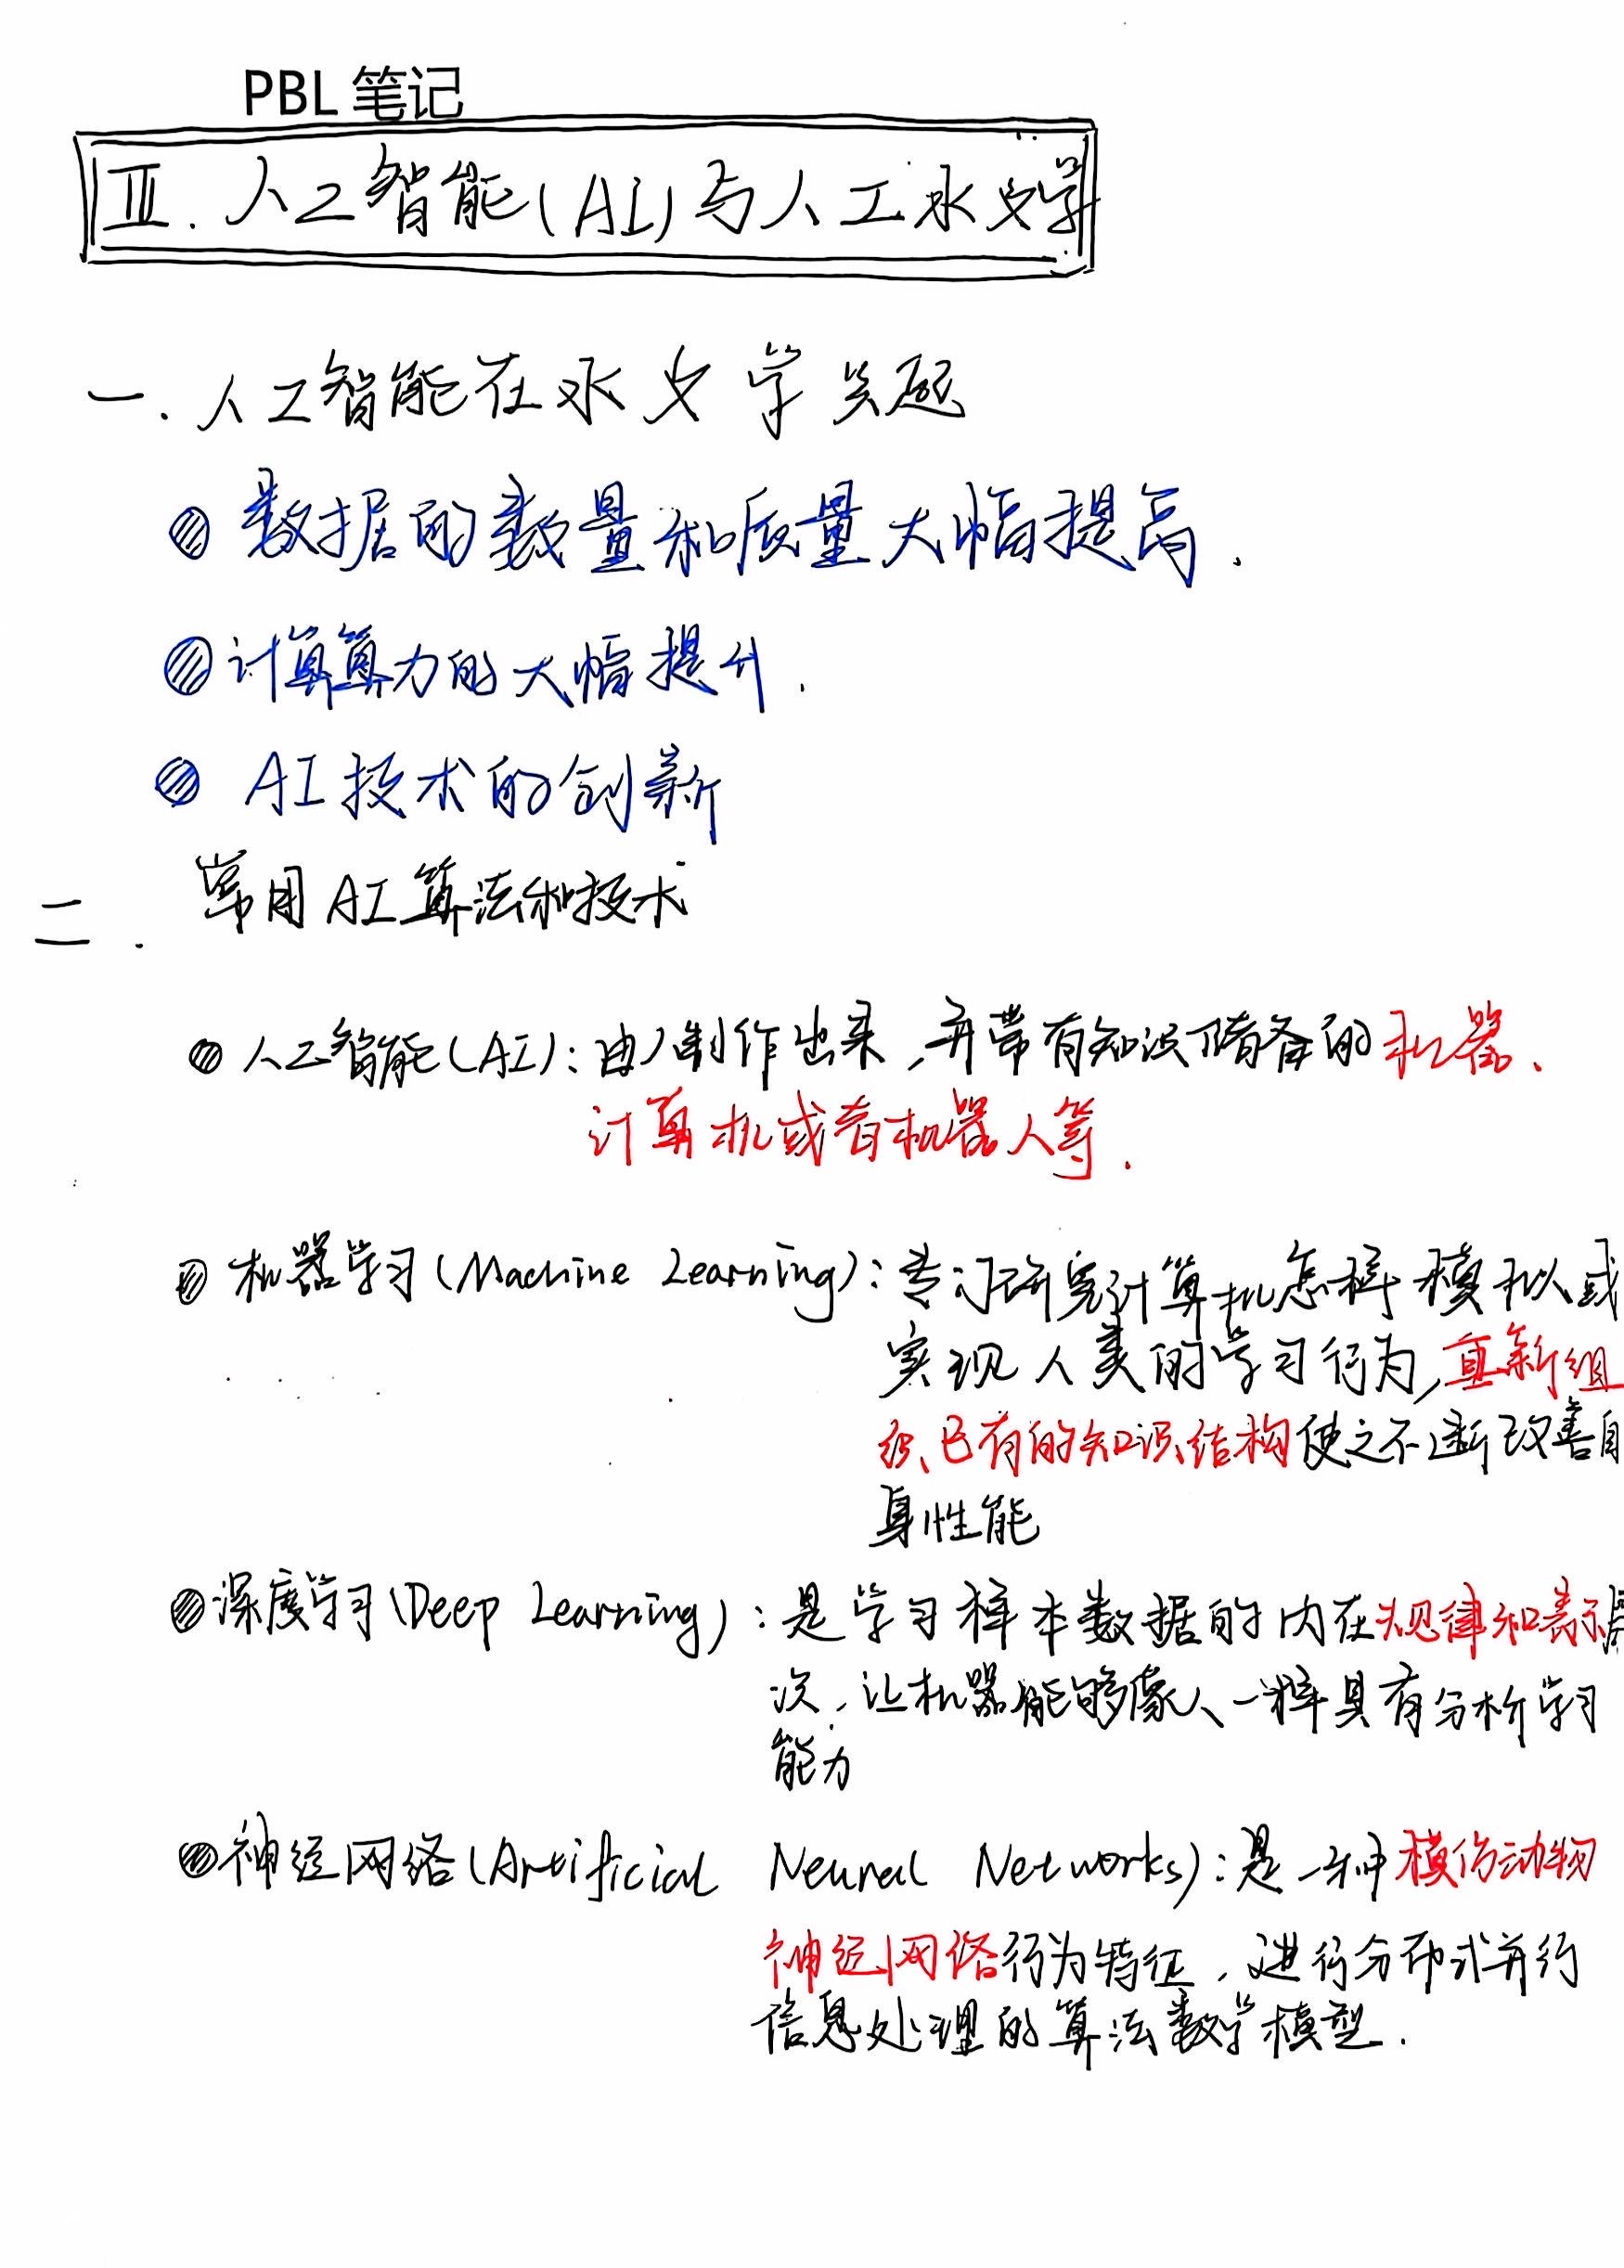 PBL 笔记
Ⅲ. 人工智能(AI)与人工水文学
一. 人工智能在水文学
数据的数量和质量大幅提高.
计算算力的大幅提升.
AI技术的创新
二. 常用AI算法和技术
人工智能(AI): 由人制作出来,并带有知识储备的机器、
计算机或者机器人等.
机器学习(Machine Learning): 专门研究计算机怎样模拟或
实现人类的学习行为,重新组
织已有的知识结构使之不断改善自
身性能
深度学习(Deep Learning): 是学习样本数据的内在规律和表示层
次,让机器能够像人一样具有分析学习
能力
神经网络(Artificial Neural Networks): 是一种模仿动物
神经网络行为特征,进行分布式并行
信息处理的算法数学模型.